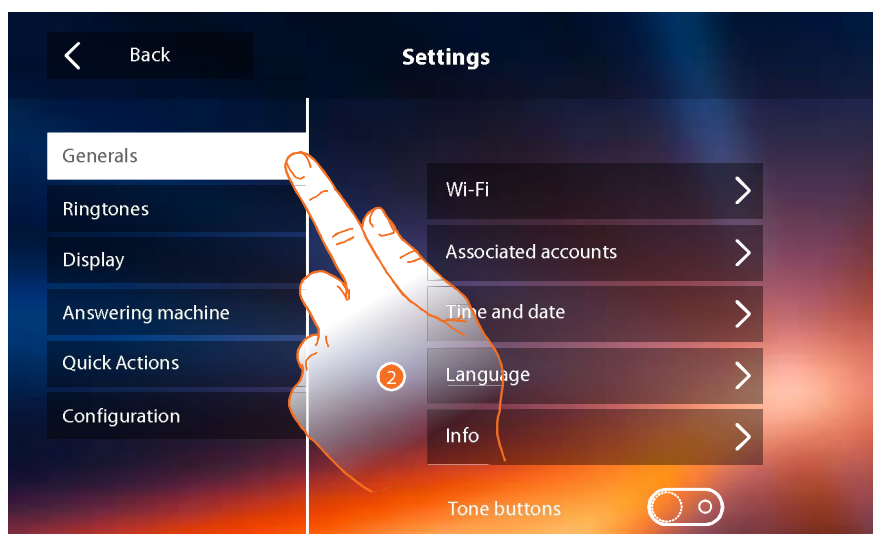 Back
Settings
Generals
Ringtones
Display
Answering machine
Quick Actions
Configuration
Wi-Fi
Associated accounts
Time and date
Language
Info
Tone buttons
2